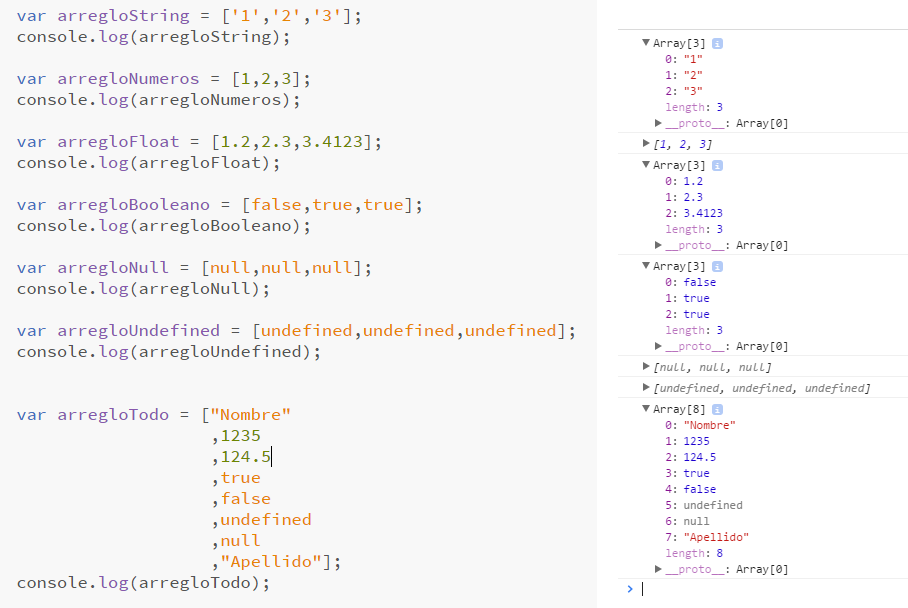 var arregloString = ['1','2','3'];
console.log(arregloString);
var arregloNumeros = [1,2,3];
console.log(arregloNumeros);
var arregloFloat = [1.2,2.3,3.4123];
console.log(arregloFloat);
var arregloBooleano = [false,true,true];
console.log(arregloBooleano);
var arregloNull = [null,null,null];
console.log(arregloNull);
var arregloUndefined = [undefined,undefined,undefined];
console.log(arregloUndefined);
var arregloTodo = ["Nombre"
,1235
,124.5
,true
,false
,undefined
,null
,"Apellido"];
console.log(arregloTodo);
▼Array[3] i
0: "1"
1: "2"
2: "3"
length: 3
▶__proto__: Array[0]
▶[1, 2, 3]
▼Array[3] i
0: 1.2
1: 2.3
2: 3.4123
length: 3
▶__proto__: Array[0]
▼Array[3] i
0: false
1: true
2: true
length: 3
▶__proto__: Array[0]
▶[null, null, null]
▶[undefined, undefined, undefined]
▼Array[8] i
0: "Nombre"
1: 1235
2: 124.5
3: true
4: false
5: undefined
6: null
7: "Apellido"
length: 8
▶__proto__: Array[0]
>